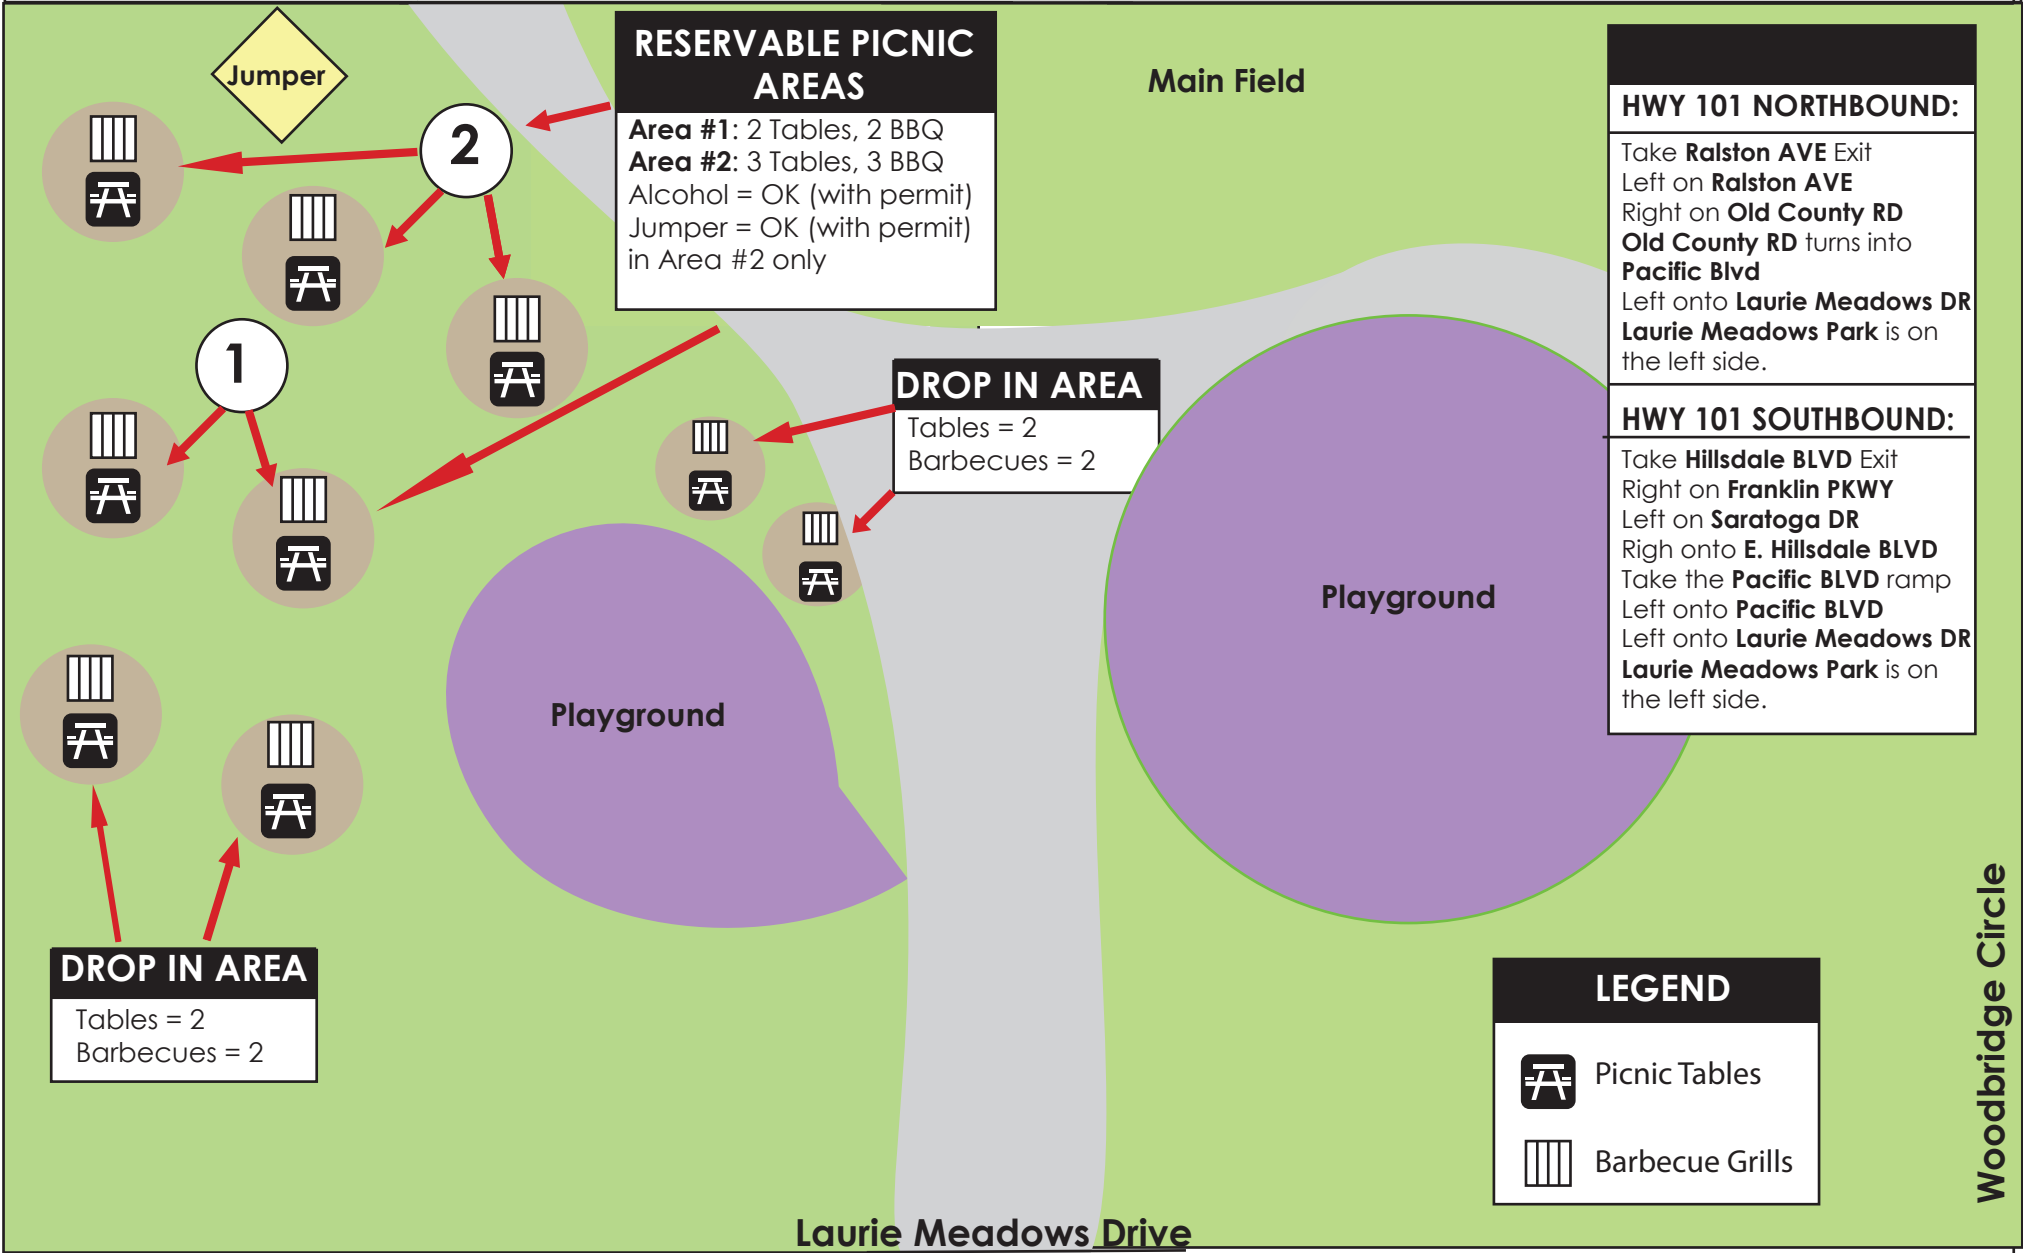 Jumper
2
1
RESERVABLE PICNIC
AREAS
Area #1: 2 Tables, 2 BBQ
Area #2: 3 Tables, 3 BBQ
Alcohol = OK (with permit)
Jumper = OK (with permit)
in Area #2 only
Main Field
HWY 101 NORTHBOUND:
Take Ralston AVE Exit
Left on Ralston AVE
Right on Old County RD
Old County RD turns into
Pacific Blvd
Left onto Laurie Meadows DR
Laurie Meadows Park is on
the left side.
HWY 101 SOUTHBOUND:
Take Hillsdale BLVD Exit
Right on Franklin PKWY
Left on Saratoga DR
Righ onto E. Hillsdale BLVD
Take the Pacific BLVD ramp
Left onto Pacific BLVD
Left onto Laurie Meadows DR
Laurie Meadows Park is on
the left side.
DROP IN AREA
Tables = 2
Barbecues = 2
Playground
Playground
DROP IN AREA
Tables = 2
Barbecues = 2
LEGEND
Picnic Tables
Barbecue Grills
Woodbridge Circle
Laurie Meadows Drive